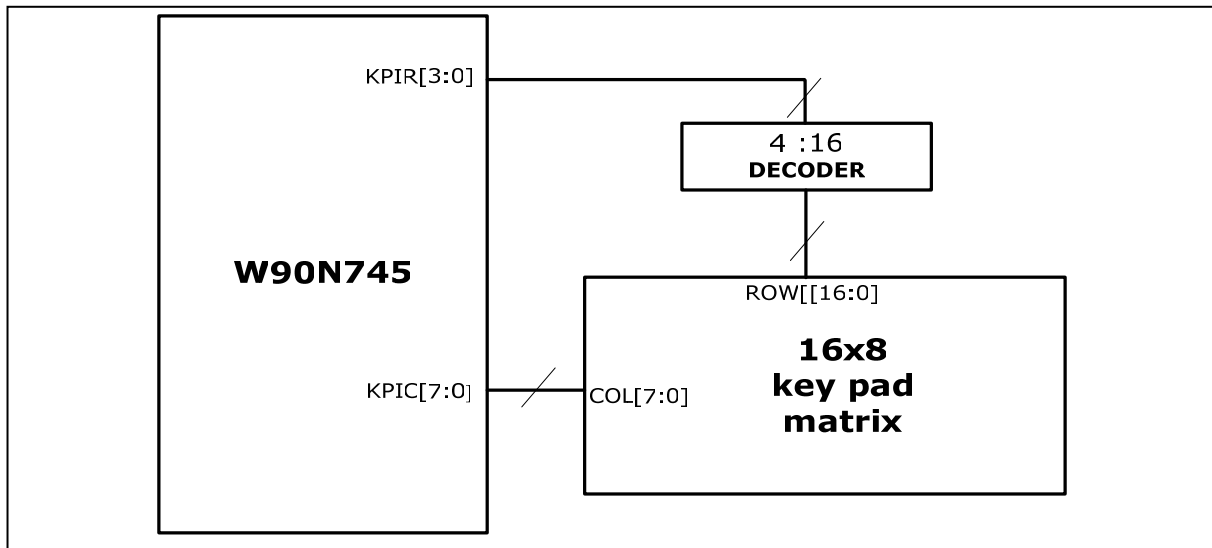 KPIR[3:0]
4 :16
DECODER
W90N745
ROW[[16:0]
16x8
key pad
matrix
KPIC[7:0]
COL[7:0]